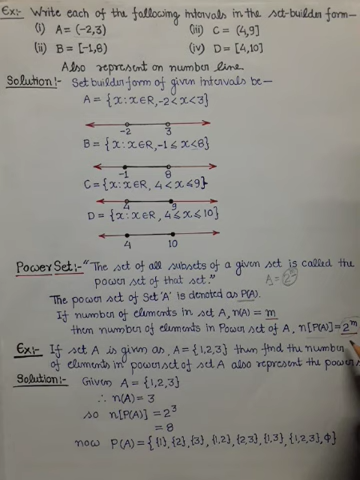 Ex:- Write each of the following intervals in the set-builder form—
(i) A = (-2,3) (iii) C = (4,9]
(ii) B = [-1,8) (iv) D = [4,10]
Also represent on number line.
Solution:- Set builder form of given intervals be—
A = {x:x∈R, -2<x<3}
-2 3
B = {x:x∈R, -1≤x<8}
-1 8
C = {x:x∈R, 4<x≤9}
4 9
D = {x:x∈R, 4≤x≤10}
4 10
Power Set:- "The set of all subsets of a given set is called the
power set of that set."
The power set of Set 'A' is denoted as P(A).
If number of elements in set A, n(A) = m
then number of elements in Power set of A, n[P(A)] = 2^m
Ex:- If set A is given as, A = {1,2,3} then find the number
of elements in power set of set A also represent the power
Solution:- Given A = {1,2,3}
∴ n(A) = 3
so n[P(A)] = 2³
= 8
now P(A) = {{1}, {2}, {3}, {1,2}, {2,3}, {1,3}, {1,2,3}, φ}